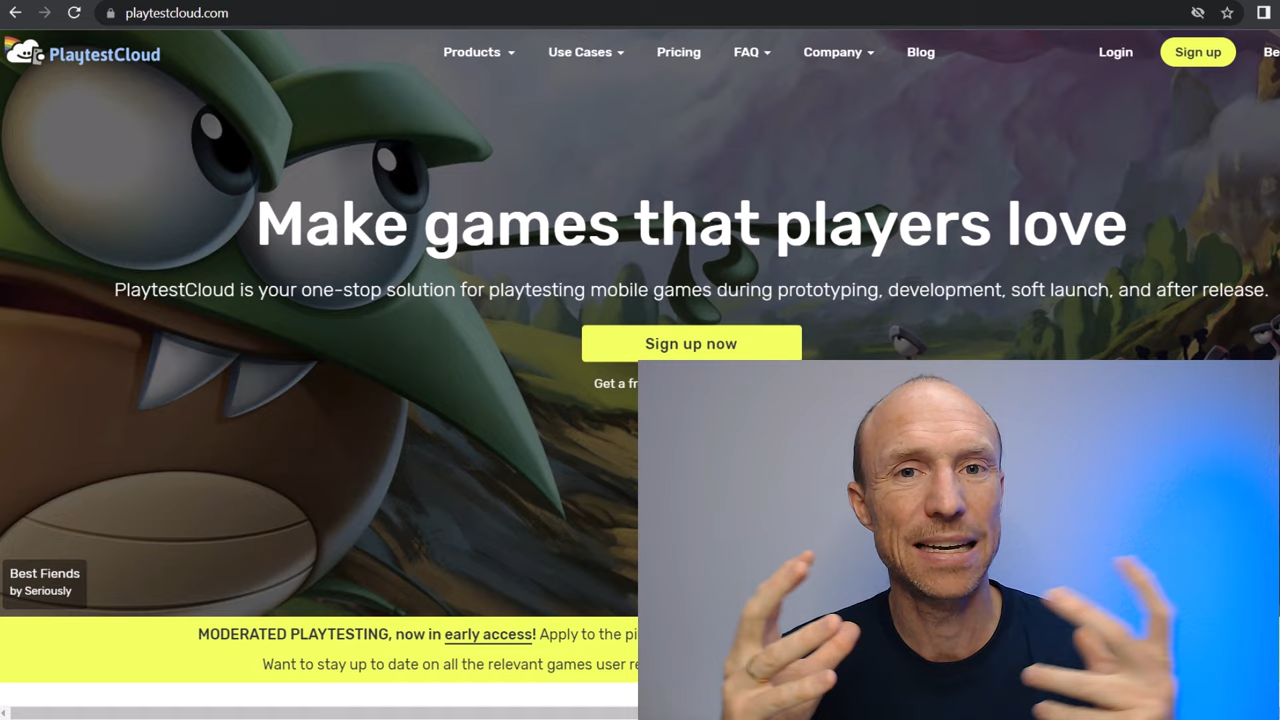 playtestcloud.com
PlaytestCloud
Products
Use Cases
Pricing
FAQ
Company
Blog
Login
Sign up
Be
Make games that players love
PlaytestCloud is your one-stop solution for playtesting mobile games during prototyping, development, soft launch, and after release.
Sign up now
Get a fr
Best Fiends
by Seriously
MODERATED PLAYTESTING, now in early access! Apply to the pi
Want to stay up to date on all the relevant games user re